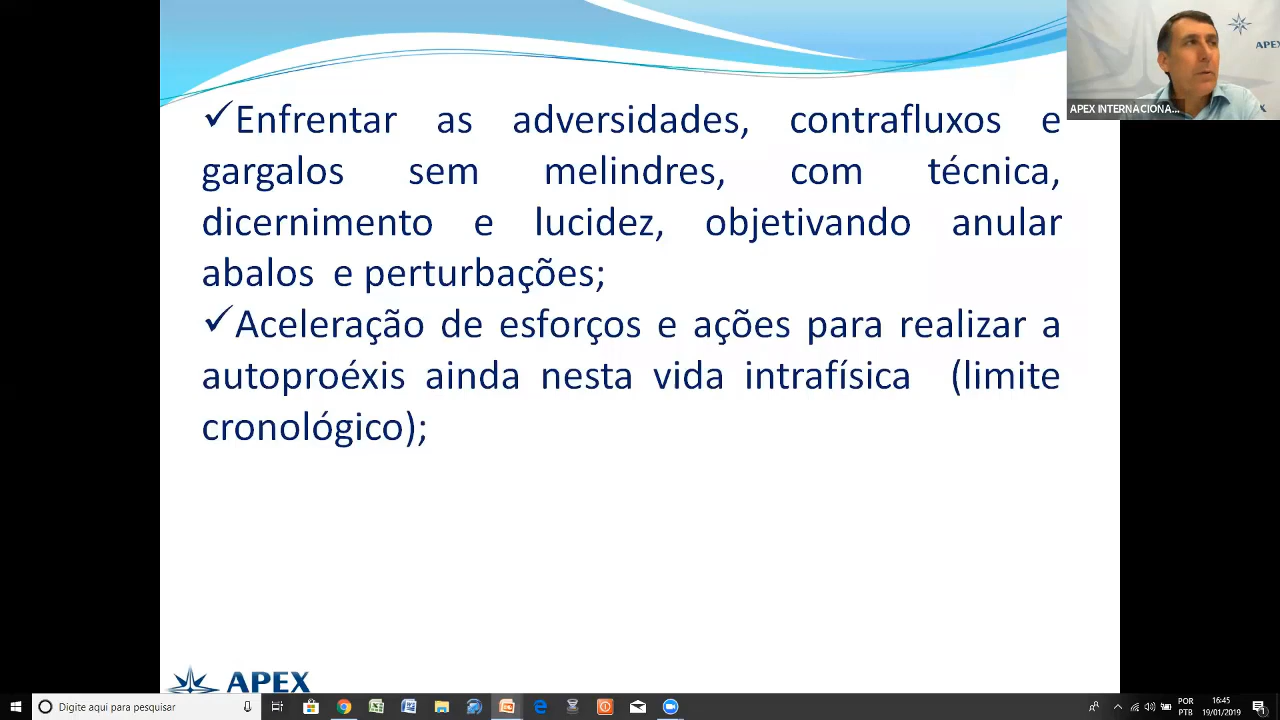 APEX
APEX INTERNACIONA...
✓Enfrentar as adversidades, contrafluxos e
gargalos sem melindres, com técnica,
dicernimento e lucidez, objetivando anular
abalos e perturbações;
✓Aceleração de esforços e ações para realizar a
autoproéxis ainda nesta vida intrafísica (limite
cronológico);
APEX
Digite aqui para pesquisar
POR
PTB
16:45
19/01/2019